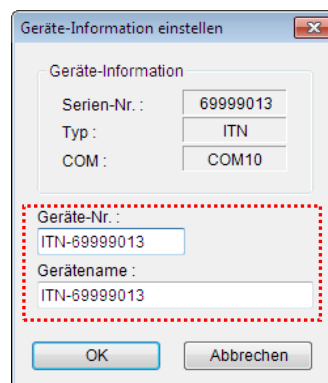 Geräte-Information einstellen
Geräte-Information
Serien-Nr. : 69999013
Typ : ITN
COM : COM10
Geräte-Nr. :
ITN-69999013
Gerätename :
ITN-69999013
OK Abbrechen